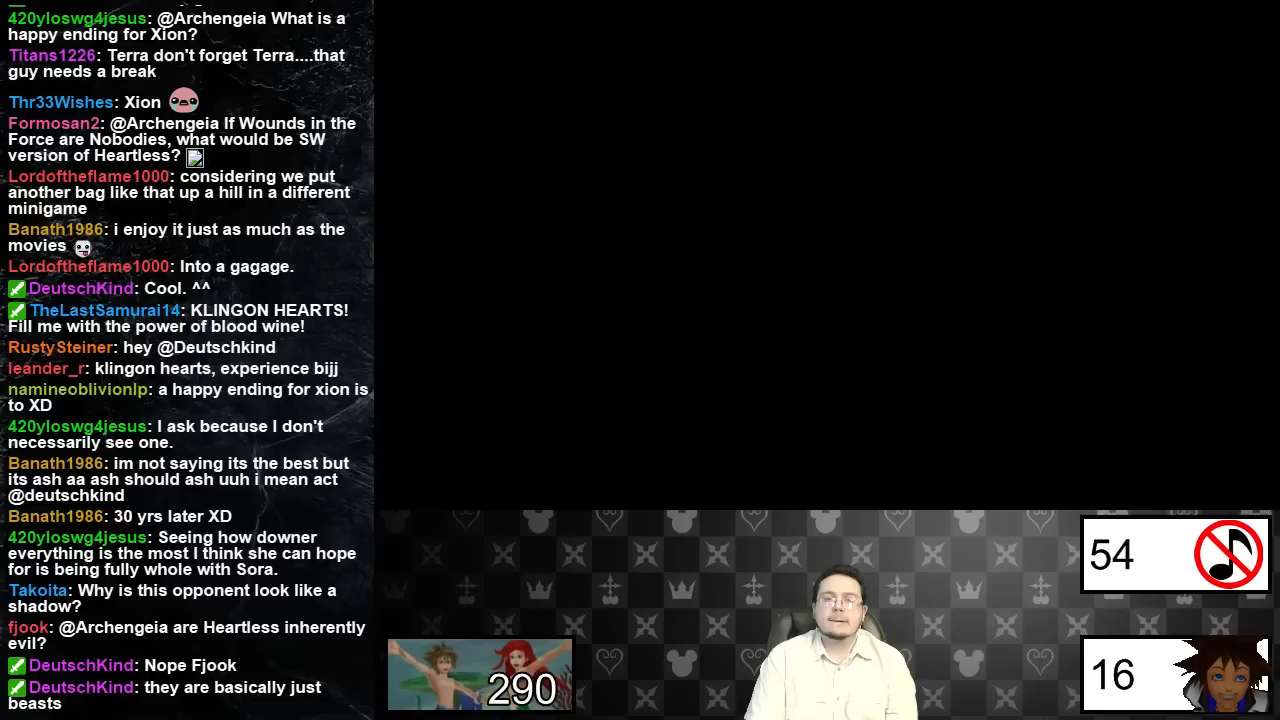 420yloswg4jesus: @Archengeia What is a
happy ending for Xion?
Titans1226: Terra don't forget Terra....that
guy needs a break
Thr33Wishes: Xion
Formosan2: @Archengeia If Wounds in the
Force are Nobodies, what would be SW
version of Heartless?
Lordoftheflame1000: considering we put
another bag like that up a hill in a different
minigame
Banath1986: i enjoy it just as much as the
movies
Lordoftheflame1000: Into a gagage.
DeutschKind: Cool. ^^
TheLastSamurai14: KLINGON HEARTS!
Fill me with the power of blood wine!
RustySteiner: hey @Deutschkind
leander_r: klingon hearts, experience bijj
namineoblivionlp: a happy ending for xion is
to XD
420yloswg4jesus: I ask because I don't
necessarily see one.
Banath1986: im not saying its the best but
its ash aa ash should ash uuh i mean act
@deutschkind
Banath1986: 30 yrs later XD
420yloswg4jesus: Seeing how downer
everything is the most I think she can hope
for is being fully whole with Sora.
Takoita: Why is this opponent look like a
shadow?
fjook: @Archengeia are Heartless inherently
evil?
DeutschKind: Nope Fjook
DeutschKind: they are basically just
beasts
290
54
16